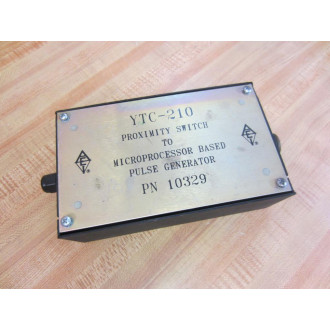 YTC-210
PROXIMITY SWITCH
TO
MICROPROCESSOR BASED
PULSE GENERATOR
PN 10329